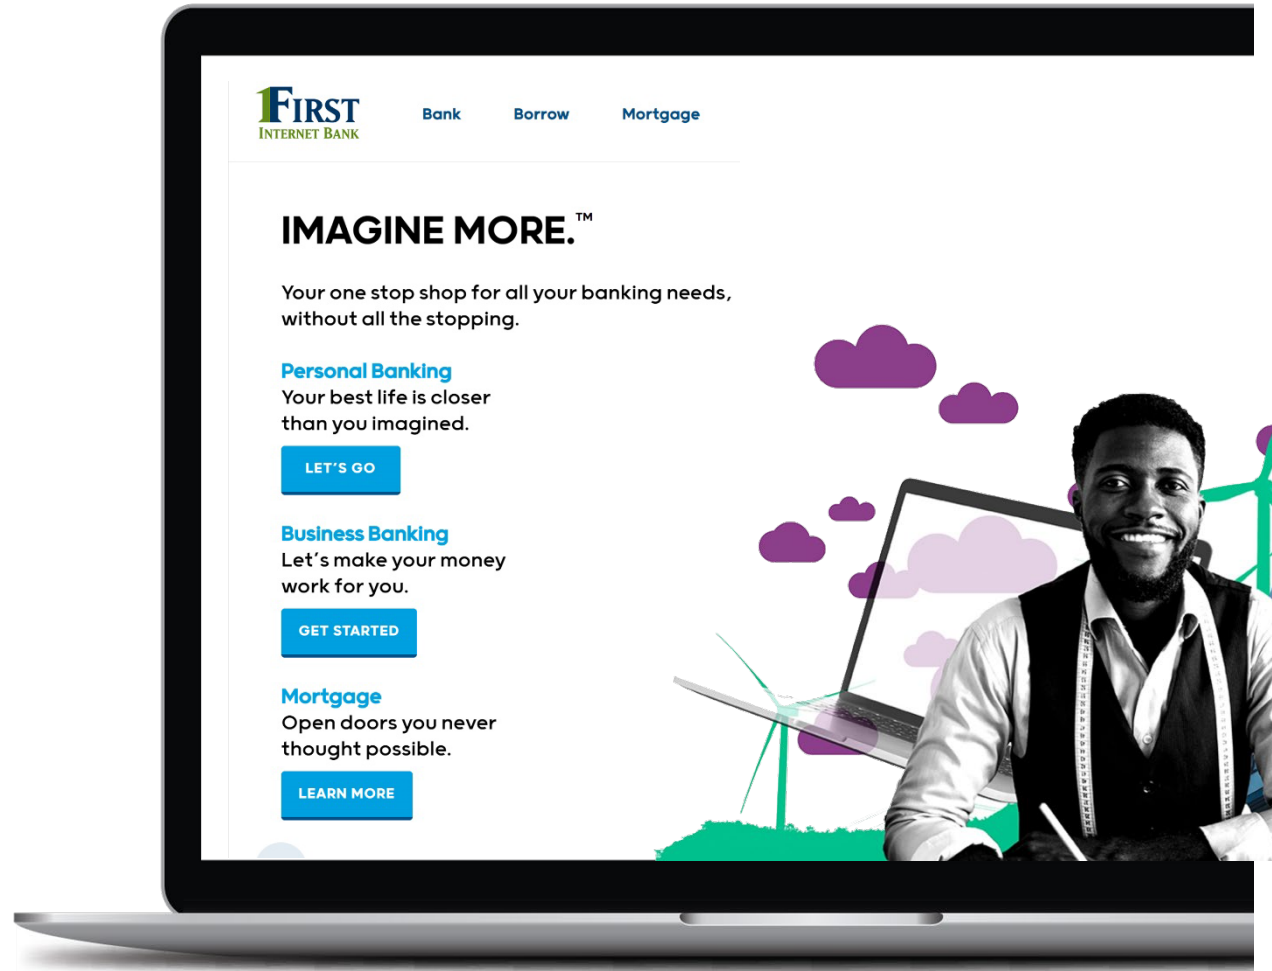 1FIRST
INTERNET BANK
Bank Borrow Mortgage
IMAGINE MORE.™
Your one stop shop for all your banking needs,
without all the stopping.
Personal Banking
Your best life is closer
than you imagined.
LET'S GO
Business Banking
Let's make your money
work for you.
GET STARTED
Mortgage
Open doors you never
thought possible.
LEARN MORE